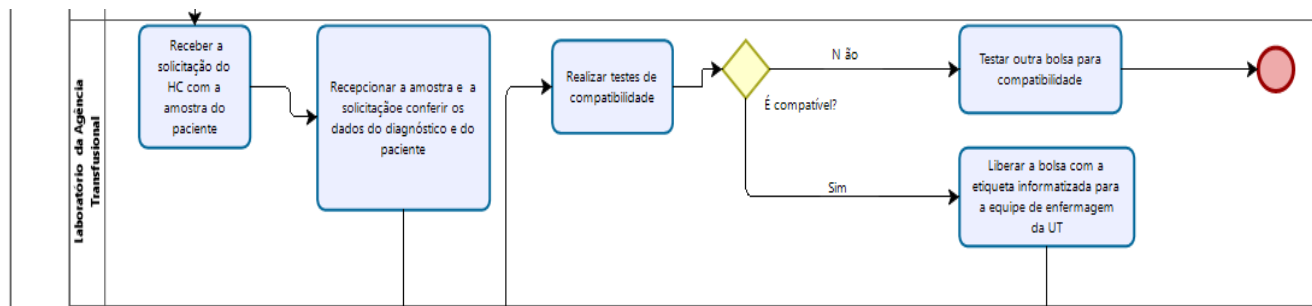 Laboratório da Agência
Transfusional
Receber a
solicitação do
HC com a
amostra do
paciente
Recepcionar a amostra e a
solicitaçãoe conferir os
dados do diagnóstico e do
paciente
Realizar testes de
compatibilidade
É compatível?
N ão
Testar outra bolsa para
compatibilidade
Sim
Liberar a bolsa com a
etiqueta informatizada para
a equipe de enfermagem
da UT